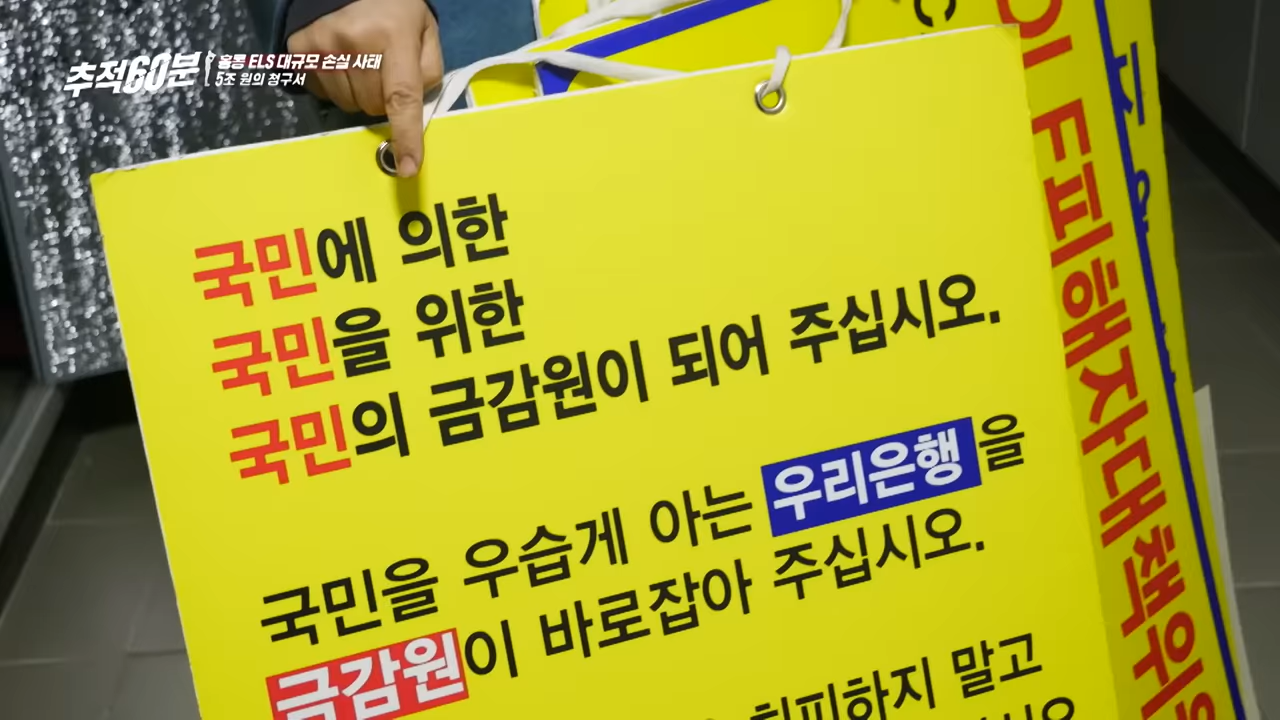 추적60분
홍콩 ELS 대규모 손실 사태
5조 원의 청구서
국민에 의한
국민을 위한
국민의 금감원이 되어 주십시오.
국민을 우습게 아는 우리은행을
금감원이 바로잡아 주십시오.
회피하지 말고
F피해자대책위원